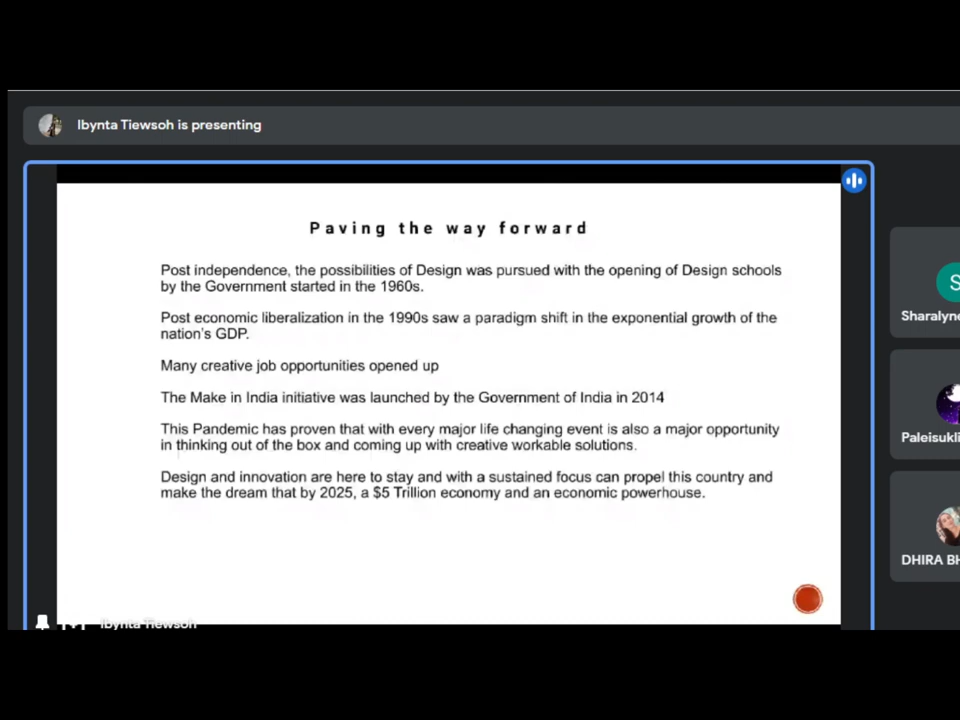 Ibynta Tiewsoh is presenting
Paving the way forward
Post independence, the possibilities of Design was pursued with the opening of Design schools
by the Government started in the 1960s.
Post economic liberalization in the 1990s saw a paradigm shift in the exponential growth of the
nation's GDP.
Many creative job opportunities opened up
The Make in India initiative was launched by the Government of India in 2014
This Pandemic has proven that with every major life changing event is also a major opportunity
in thinking out of the box and coming up with creative workable solutions.
Design and innovation are here to stay and with a sustained focus can propel this country and
make the dream that by 2025, a $5 Trillion economy and an economic powerhouse.
Ibynta Tiewsoh
S
Sharalyne
Paleisukli
DHIRA BH